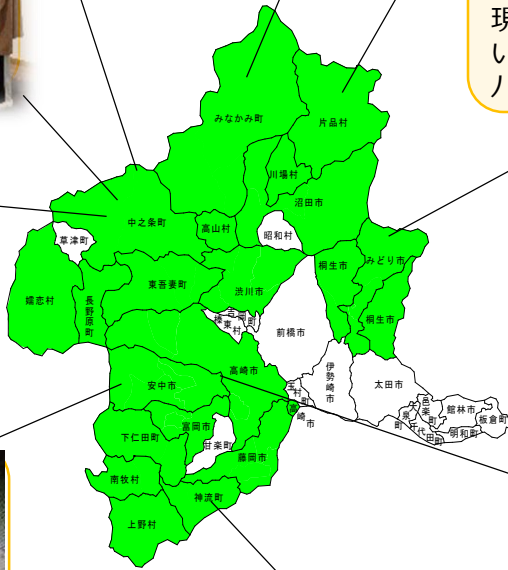 現
い
八
みなかみ町
片品村
川場村
沼田市
中之条町
高山村
昭和村
草津町
桐生市
みどり市
東吾妻町
渋川市
嬬恋村
長野原町
桐生市
榛東村
吉岡町
前橋市
伊勢崎市
高崎市
安中市
太田市
玉村町
邑楽町
館林市
板倉町
大泉町
千代田町
明和町
高崎市
富岡市
下仁田町
甘楽町
藤岡市
南牧村
神流町
上野村